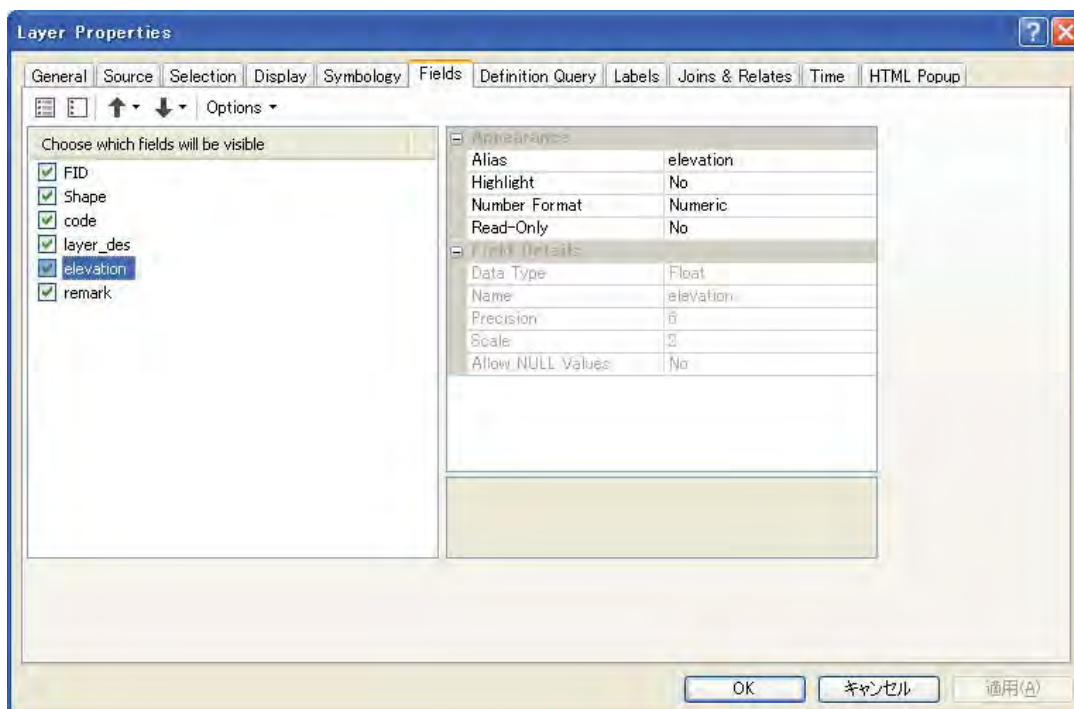 Layer Properties
General Source Selection Display Symbology Fields Definition Query Labels Joins & Relates Time HTML Popup
Options
Choose which fields will be visible
FID
Shape
code
layer_des
elevation
remark
Appearance
Alias elevation
Highlight No
Number Format Numeric
Read-Only No
Field Details
Data Type Float
Name elevation
Precision 6
Scale 2
Allow NULL Values No
OK キャンセル 適用(A)